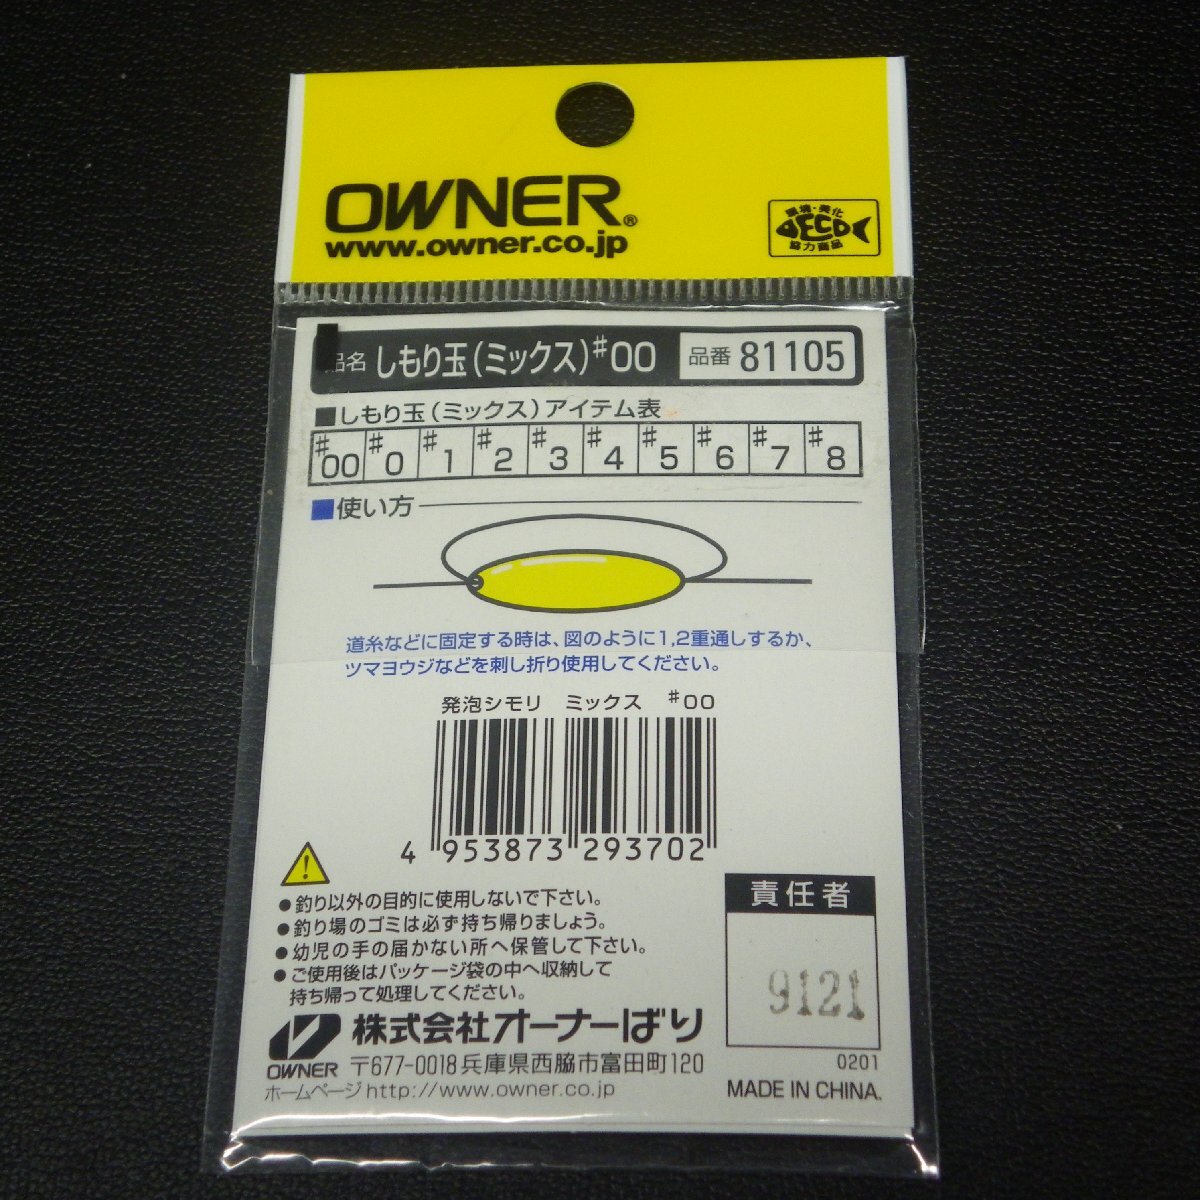 OWNER®
www.owner.co.jp
環境・美化
DECO
協力商品
品名 しもり玉(ミックス)#00 品番 81105
■しもり玉(ミックス)アイテム表
#00 #0 #1 #2 #3 #4 #5 #6 #7 #8
■使い方
道糸などに固定する時は、図のように1,2重通しするか、
ツマヨウジなどを刺し折り使用してください。
発泡シモリ ミックス #00
4 953873 293702
●釣り以外の目的に使用しないで下さい。
●釣り場のゴミは必ず持ち帰りましょう。
●幼児の手の届かない所へ保管して下さい。
●ご使用後はパッケージ袋の中へ収納して
持ち帰って処理してください。
責任者
9121
株式会社オーナーばり
OWNER 〒677-0018兵庫県西脇市富田町120
ホームページhttp://www.owner.co.jp
0201
MADE IN CHINA.